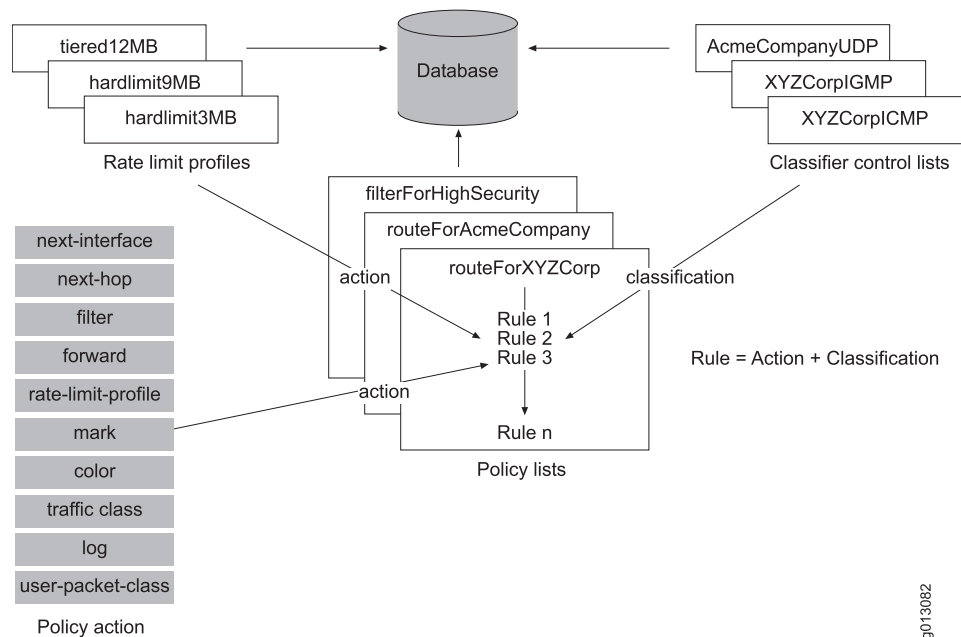 tiered12MB
hardlimit9MB
hardlimit3MB
Rate limit profiles
Database
AcmeCompanyUDP
XYZCorpIGMP
XYZCorpICMP
Classifier control lists
filterForHighSecurity
routeForAcmeCompany
routeForXYZCorp
action
classification
Rule 1
Rule 2
Rule 3
Rule = Action + Classification
action
Rule n
Policy lists
next-interface
next-hop
filter
forward
rate-limit-profile
mark
color
traffic class
log
user-packet-class
Policy action
g013082